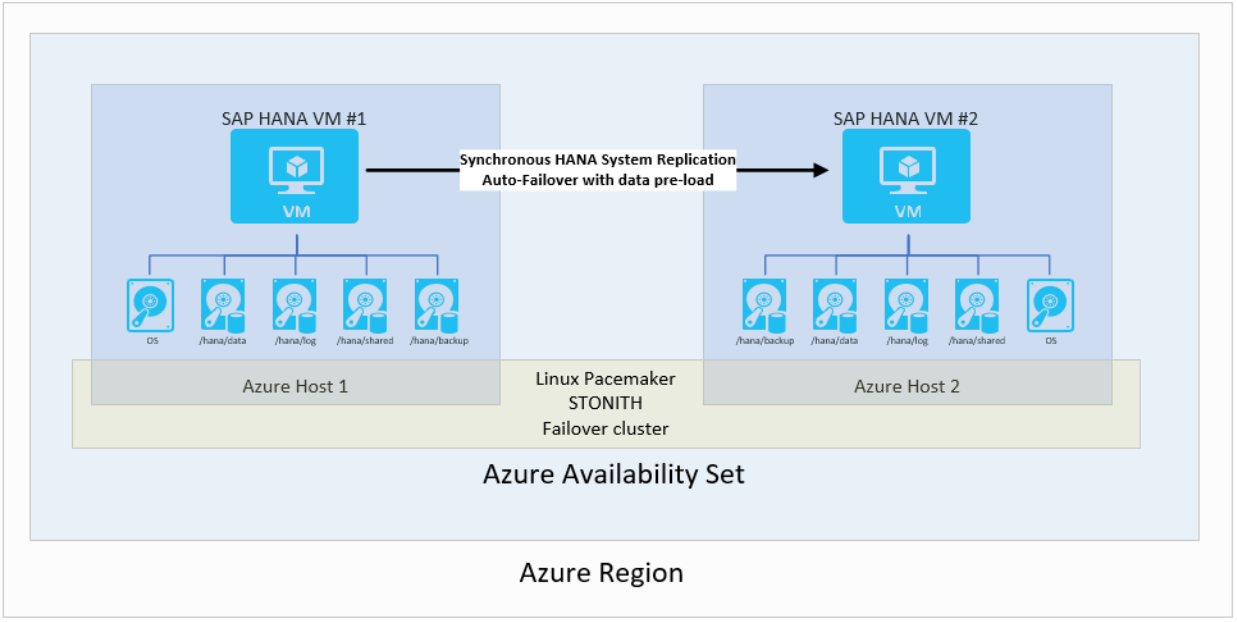 SAP HANA VM #1
SAP HANA VM #2
VM
Synchronous HANA System Replication
Auto-Failover with data pre-load
VM
OS
/hana/data
/hana/log
/hana/shared
/hana/backup
/hana/backup
/hana/data
/hana/log
/hana/shared
OS
Azure Host 1
Linux Pacemaker
STONITH
Failover cluster
Azure Host 2
Azure Availability Set
Azure Region